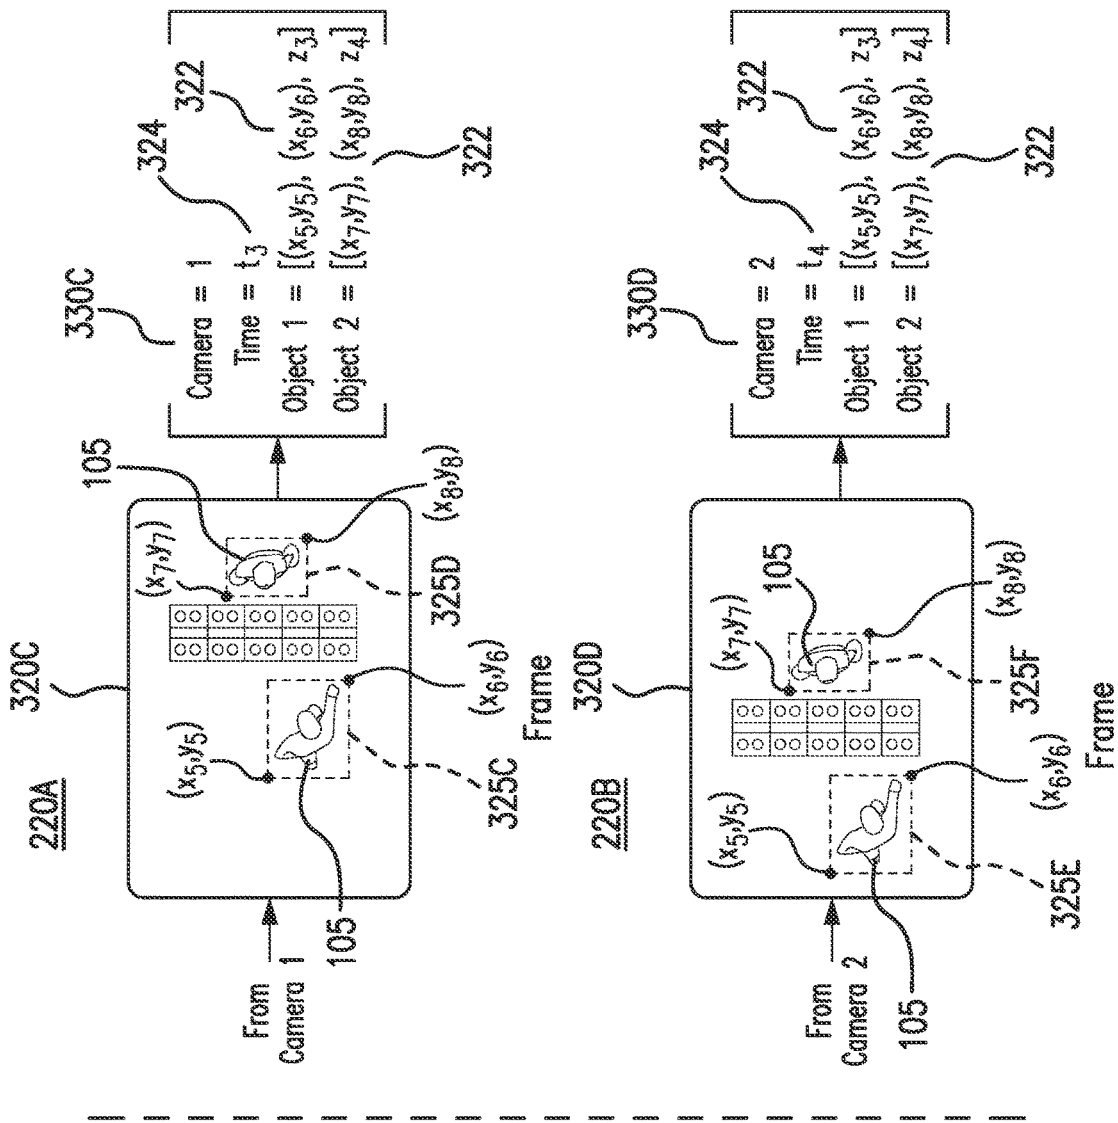 220A
320C
From
Camera 1
(x5,y5)
(x7,y7)
105
105
(x6,y6)
(x8,y8)
325C
325D
Frame
330C
324
322
Camera = 1
Time = t3
Object 1 = [(x5,y5), (x6,y6), z3]
Object 2 = [(x7,y7), (x8,y8), z4]
322
220B
320D
From
Camera 2
(x5,y5)
(x7,y7)
105
105
(x6,y6)
(x8,y8)
325E
325F
Frame
330D
324
322
Camera = 2
Time = t4
Object 1 = [(x5,y5), (x6,y6), z3]
Object 2 = [(x7,y7), (x8,y8), z4]
322